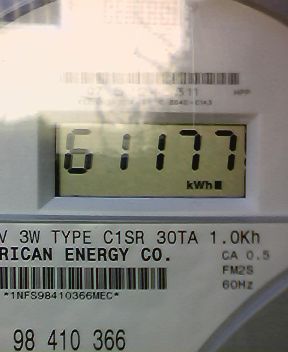 61177
kWh
V 3W TYPE C1SR 30TA 1.0Kh
RICAN ENERGY CO.
CA 0.5
FM2S
60Hz
*1NFS98410366MEC*
98 410 366